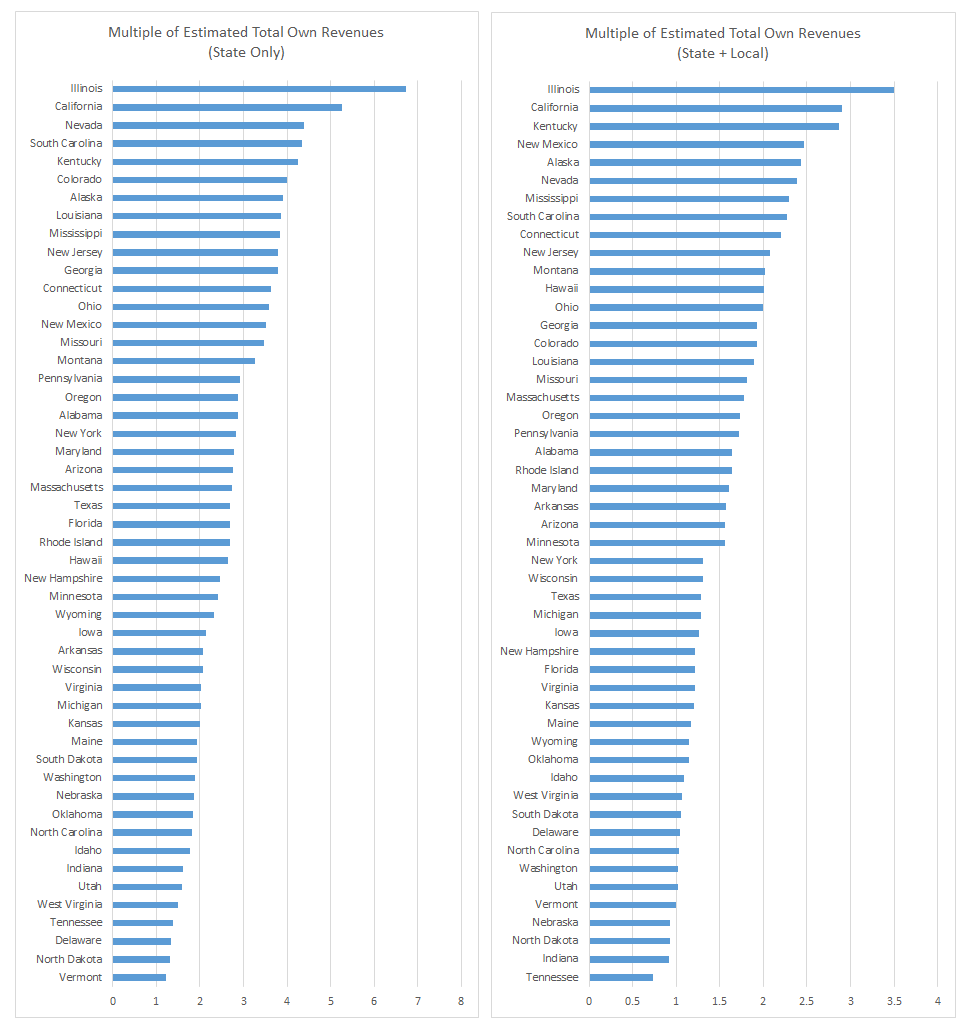 Multiple of Estimated Total Own Revenues
(State Only)
Illinois
California
Nevada
South Carolina
Kentucky
Colorado
Alaska
Louisiana
Mississippi
New Jersey
Georgia
Connecticut
Ohio
New Mexico
Missouri
Montana
Pennsylvania
Oregon
Alabama
New York
Maryland
Arizona
Massachusetts
Texas
Florida
Rhode Island
Hawaii
New Hampshire
Minnesota
Wyoming
Iowa
Arkansas
Wisconsin
Virginia
Michigan
Kansas
Maine
South Dakota
Washington
Nebraska
Oklahoma
North Carolina
Idaho
Indiana
Utah
West Virginia
Tennessee
Delaware
North Dakota
Vermont
0 1 2 3 4 5 6 7 8
Multiple of Estimated Total Own Revenues
(State + Local)
Illinois
California
Kentucky
New Mexico
Alaska
Nevada
Mississippi
South Carolina
Connecticut
New Jersey
Montana
Hawaii
Ohio
Georgia
Colorado
Louisiana
Missouri
Massachusetts
Oregon
Pennsylvania
Alabama
Rhode Island
Maryland
Arkansas
Arizona
Minnesota
New York
Wisconsin
Texas
Michigan
Iowa
New Hampshire
Florida
Virginia
Kansas
Maine
Wyoming
Oklahoma
Idaho
West Virginia
South Dakota
Delaware
North Carolina
Washington
Utah
Vermont
Nebraska
North Dakota
Indiana
Tennessee
0 0.5 1 1.5 2 2.5 3 3.5 4